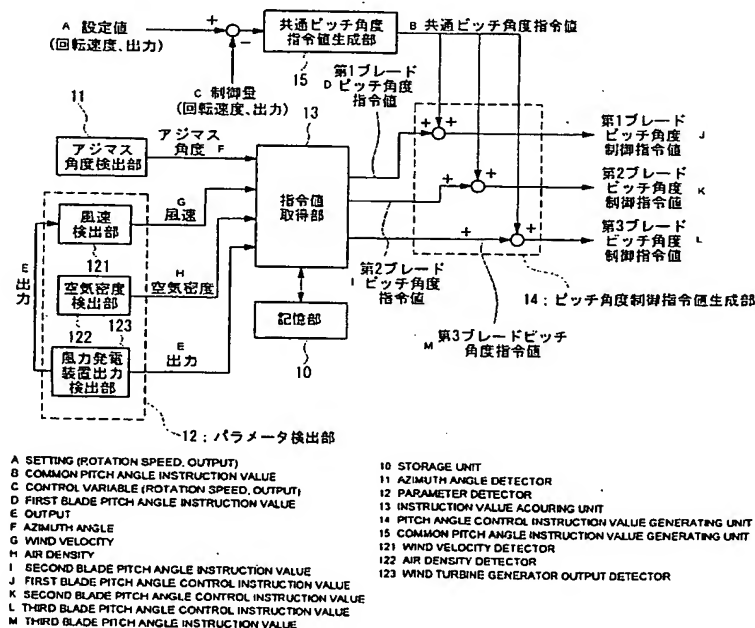 A 設定値
(回転速度、出力)
+
−
共通ピッチ角度
指令値生成部
15
B 共通ピッチ角度指令値
C 制御量
(回転速度、出力)
第1ブレード
D ピッチ角度
指令値
11
アジマス
角度検出部
アジマス
角度 F
13
指令値
取得部
+ +
+ +
+ +
第1ブレード
ピッチ角度 J
制御指令値
第2ブレード
ピッチ角度 K
制御指令値
第3ブレード
ピッチ角度 L
制御指令値
風速
検出部
121
G
風速
E
出力
空気密度
検出部
122
123
H
空気密度
風力発電
装置出力
検出部
E
出力
記憶部
10
第2ブレード
I ピッチ角度
指令値
14:ピッチ角度制御指令値生成部
第3ブレードピッチ
M 角度指令値
12:パラメータ検出部
A SETTING (ROTATION SPEED, OUTPUT)
B COMMON PITCH ANGLE INSTRUCTION VALUE
C CONTROL VARIABLE (ROTATION SPEED, OUTPUT)
D FIRST BLADE PITCH ANGLE INSTRUCTION VALUE
E OUTPUT
F AZIMUTH ANGLE
G WIND VELOCITY
H AIR DENSITY
I SECOND BLADE PITCH ANGLE INSTRUCTION VALUE
J FIRST BLADE PITCH ANGLE CONTROL INSTRUCTION VALUE
K SECOND BLADE PITCH ANGLE CONTROL INSTRUCTION VALUE
L THIRD BLADE PITCH ANGLE CONTROL INSTRUCTION VALUE
M THIRD BLADE PITCH ANGLE INSTRUCTION VALUE
10 STORAGE UNIT
11 AZIMUTH ANGLE DETECTOR
12 PARAMETER DETECTOR
13 INSTRUCTION VALUE ACQURING UNIT
14 PITCH ANGLE CONTROL INSTRUCTION VALUE GENERATING UNIT
15 COMMON PITCH ANGLE INSTRUCTION VALUE GENERATING UNIT
121 WIND VELOCITY DETECTOR
122 AIR DENSITY DETECTOR
123 WIND TURBINE GENERATOR OUTPUT DETECTOR